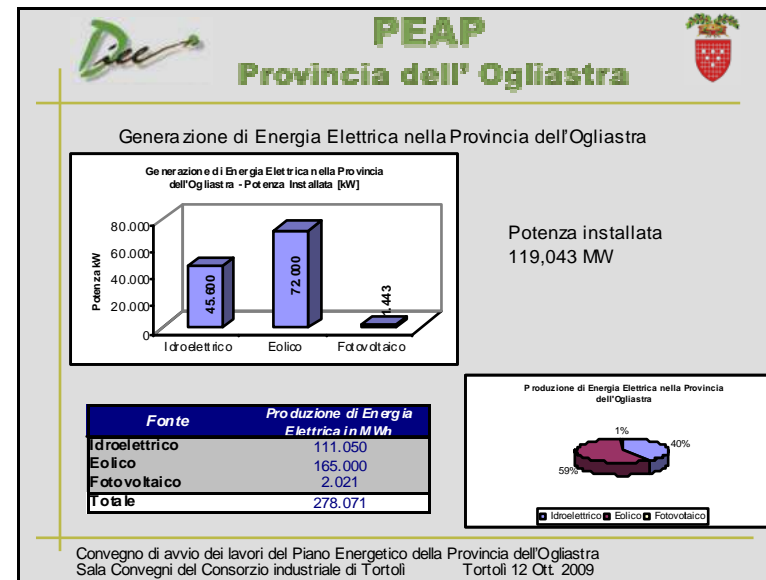 Dicc
PEAP
Provincia dell' Ogliastra
Generazione di Energia Elettrica nella Provincia dell'Ogliastra
Generazione di Energia Elettrica nella Provincia
dell'Ogliastra - Potenza Installata [kW]
Potenza kW
80.000
60.000
40.000
20.000
0
45.600
72.000
1.443
Idroelettrico Eolico Fotovoltaico
Potenza installata
119,043 MW
Fonte Produzione di Energia
Elettrica in MWh
Idroelettrico 111.050
Eolico 165.000
Fotovoltaico 2.021
Totale 278.071
Produzione di Energia Elettrica nella Provincia
dell'Ogliastra
1%
40%
59%
Idroelettrico Eolico Fotovotaico
Convegno di avvio dei lavori del Piano Energetico della Provincia dell'Ogliastra
Sala Convegni del Consorzio industriale di Tortolì Tortolì 12 Ott. 2009